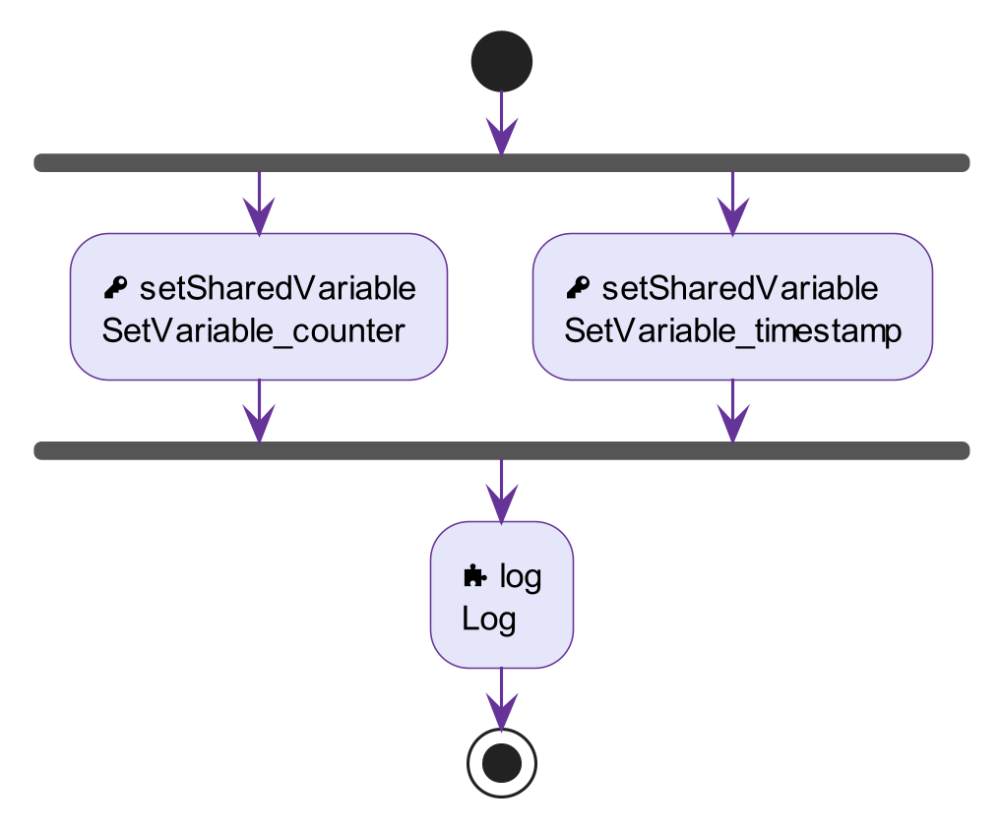 setSharedVariable
SetVariable_counter
setSharedVariable
SetVariable_timestamp
log
Log